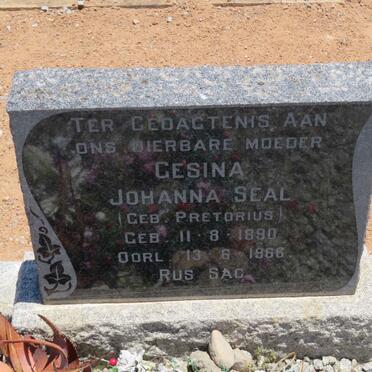 TER GEDAGTENIS AAN
ONS DIERBARE MOEDER
GESINA
JOHANNA SEAL
(GEB. PRETORIUS)
GEB. 11-8-1890
OORL. 13-6-1966
RUS SAG.